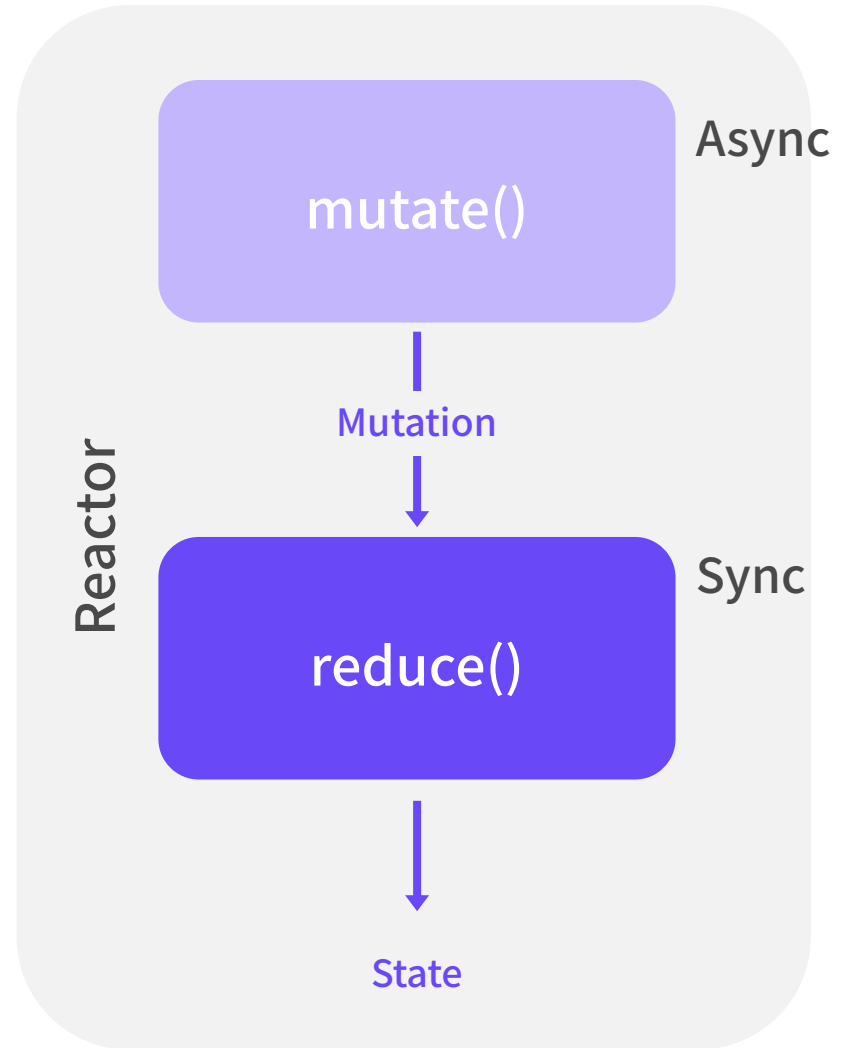 mutate()
Async
Mutation
Reactor
reduce()
Sync
State